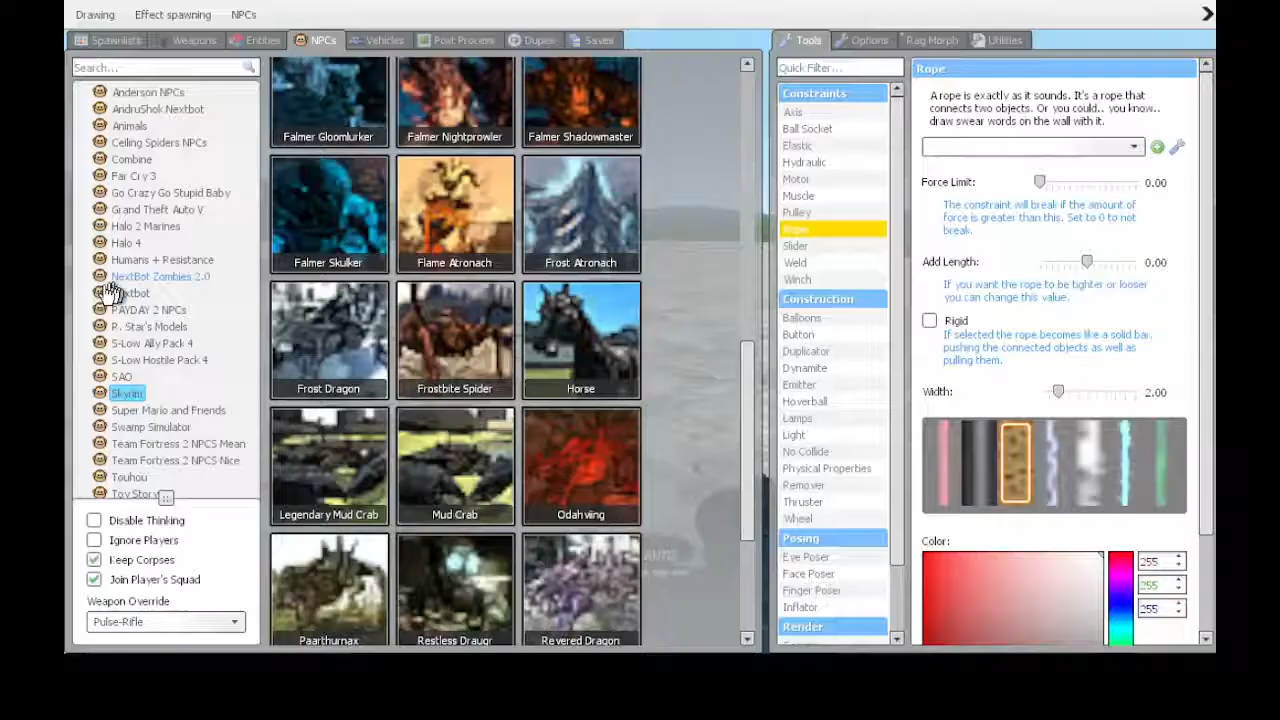 Drawing Effect spawning NPCs
Spawnlists Weapons Entities NPCs Vehicles Post Process Dupes Saves
Tools Options Rag Morph Utilities
Search...
Anderson NPCs
AndruShok Nextbot
Animals
Ceiling Spiders NPCs
Combine
Far Cry 3
Go Crazy Go Stupid Baby
Grand Theft Auto V
Halo 2 Marines
Halo 4
Humans + Resistance
NextBot Zombies 2.0
PAYDAY 2 NPCs
R. Star's Models
S-Low Ally Pack 4
S-Low Hostile Pack 4
SAO
Skyrim
Super Mario and Friends
Swamp Simulator
Team Fortress 2 NPCS Mean
Team Fortress 2 NPCS Nice
Touhou
Toy Story
Disable Thinking
Ignore Players
Keep Corpses
Join Player's Squad
Weapon Override
Pulse-Rifle
Falmer Gloomlurker Falmer Nightprowler Falmer Shadowmaster
Falmer Skulker Flame Atronach Frost Atronach
Frost Dragon Frostbite Spider Horse
Legendary Mud Crab Mud Crab Odahviing
Paarthurnax Restless Draugr Revered Dragon
Quick Filter...
Constraints
Axis
Ball Socket
Elastic
Hydraulic
Motor
Muscle
Pulley
Rope
Slider
Weld
Winch
Construction
Balloons
Button
Duplicator
Dynamite
Emitter
Hoverball
Lamps
Light
No Collide
Physical Properties
Remover
Thruster
Wheel
Posing
Eye Poser
Face Poser
Finger Poser
Inflator
Render
Rope
A rope is exactly as it sounds. It's a rope that
connects two objects. Or you could.. you know..
draw swear words on the wall with it.
Force Limit: 0.00
The constraint will break if the amount of
force is greater than this. Set to 0 to not
break.
Add Length: 0.00
If you want the rope to be tighter or looser
you can change this value.
Rigid
If selected the rope becomes like a solid bar,
pushing the connected objects as well as
pulling them.
Width: 2.00
Color:
255
255
255